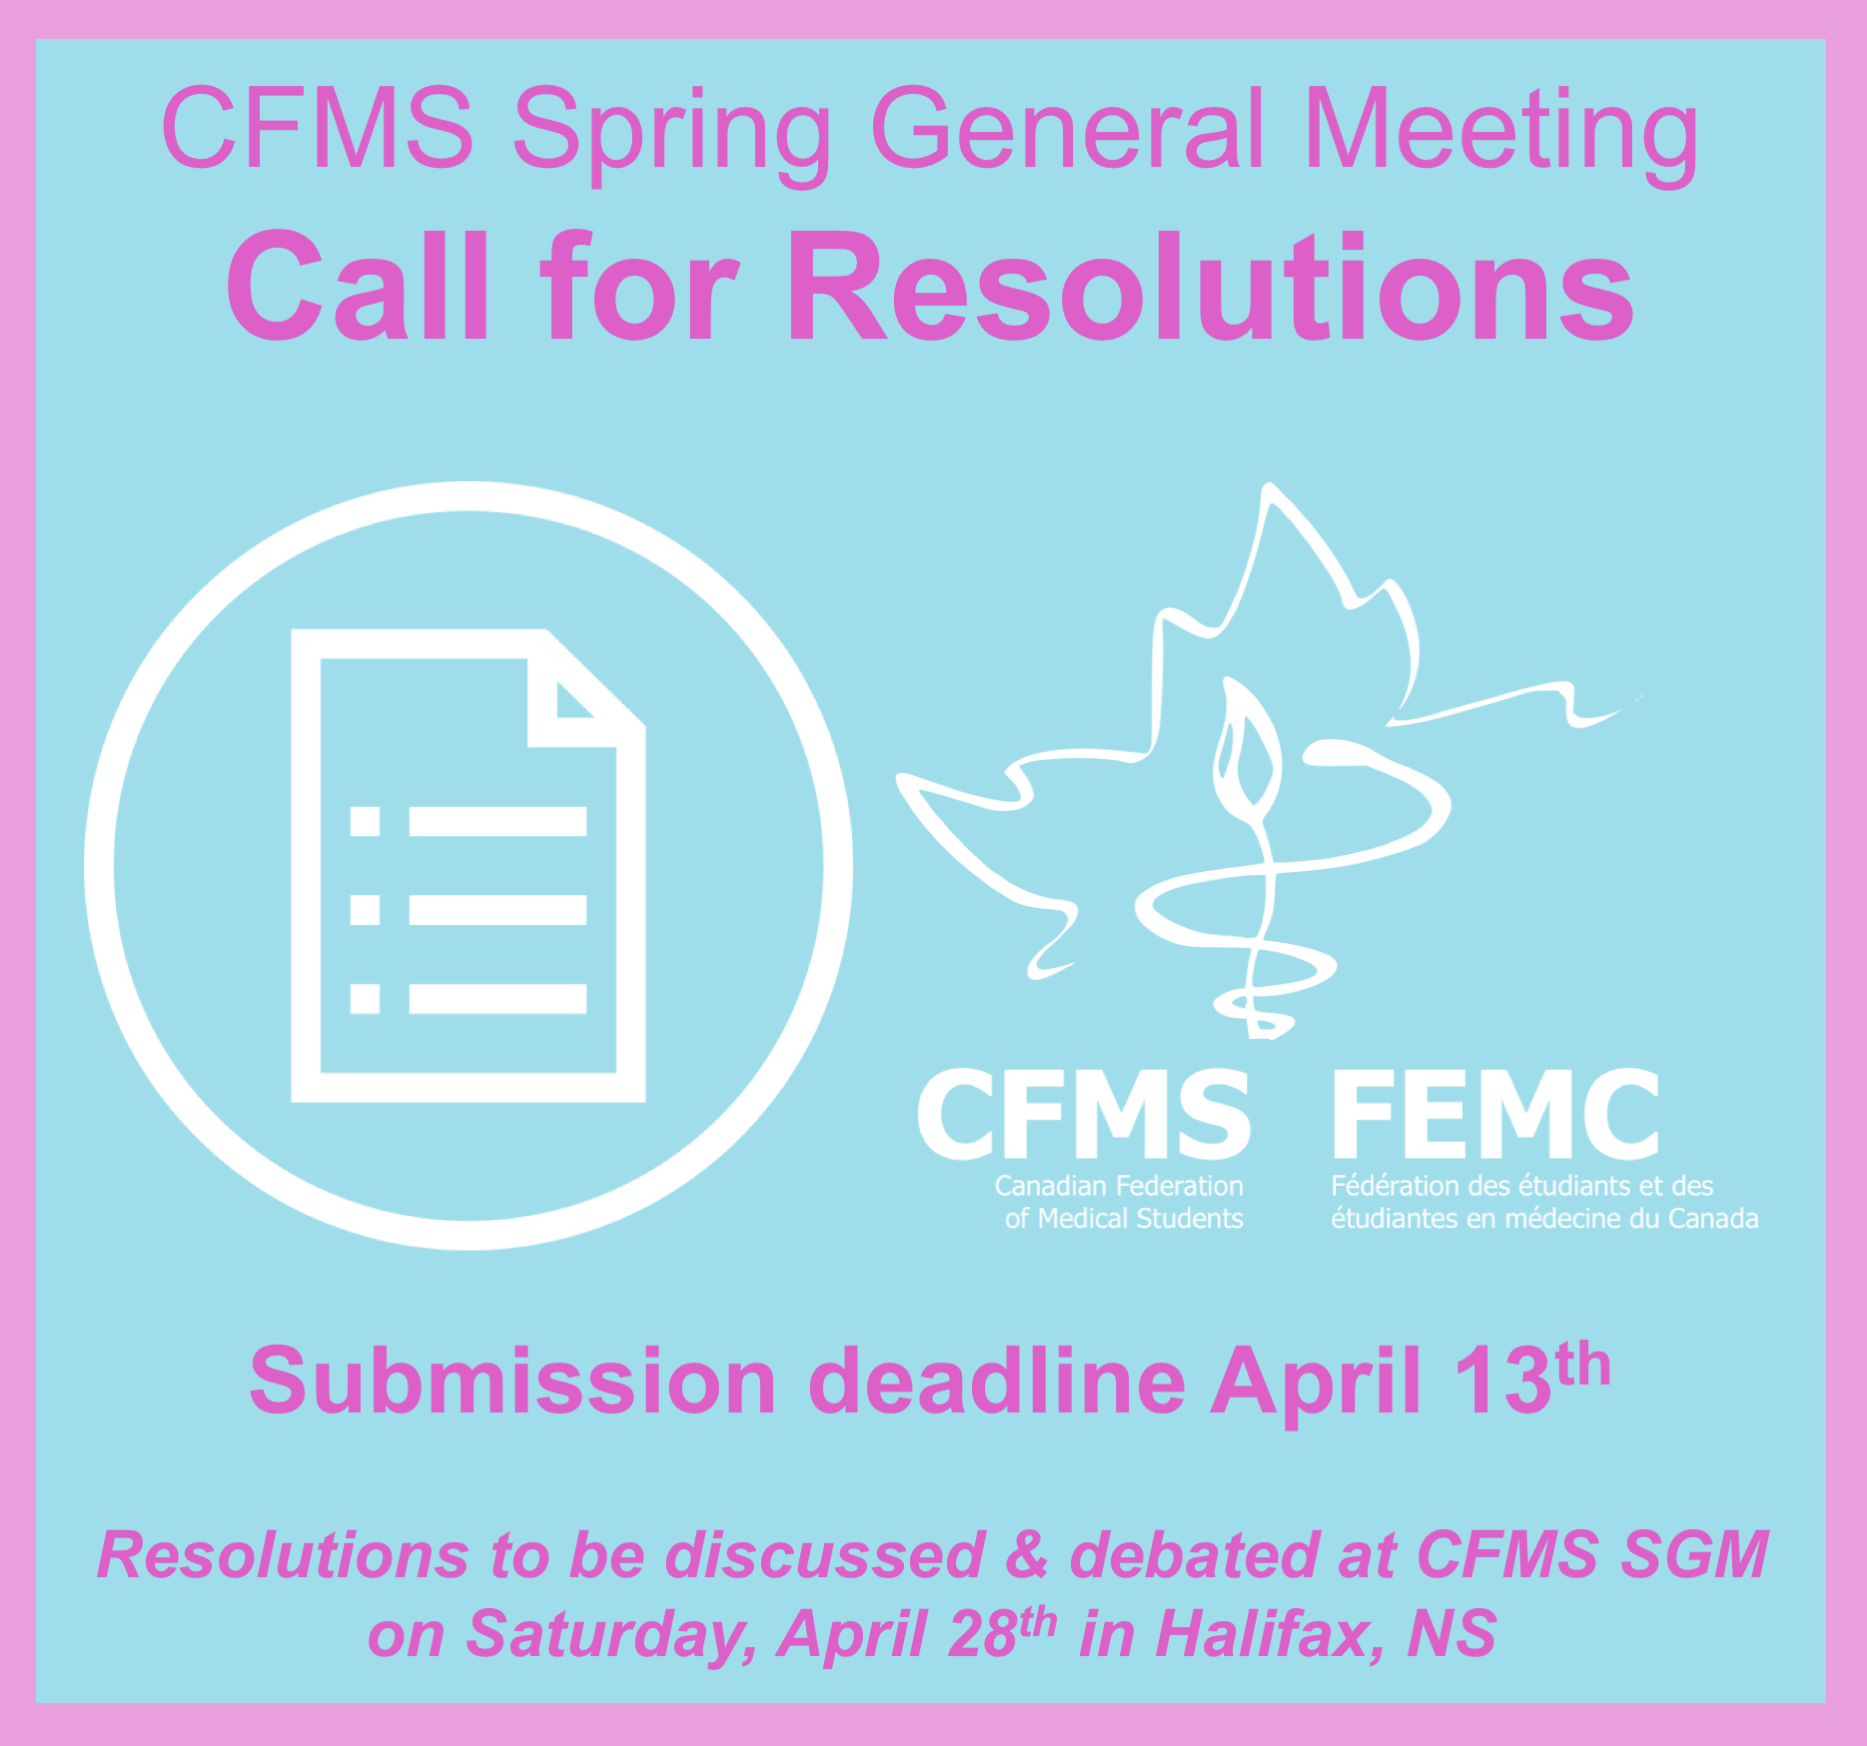 CFMS Spring General Meeting
Call for Resolutions
CFMS FEMC
Canadian Federation
of Medical Students
Fédération des étudiants et des
étudiantes en médecine du Canada
Submission deadline April 13th
Resolutions to be discussed & debated at CFMS SGM
on Saturday, April 28th in Halifax, NS